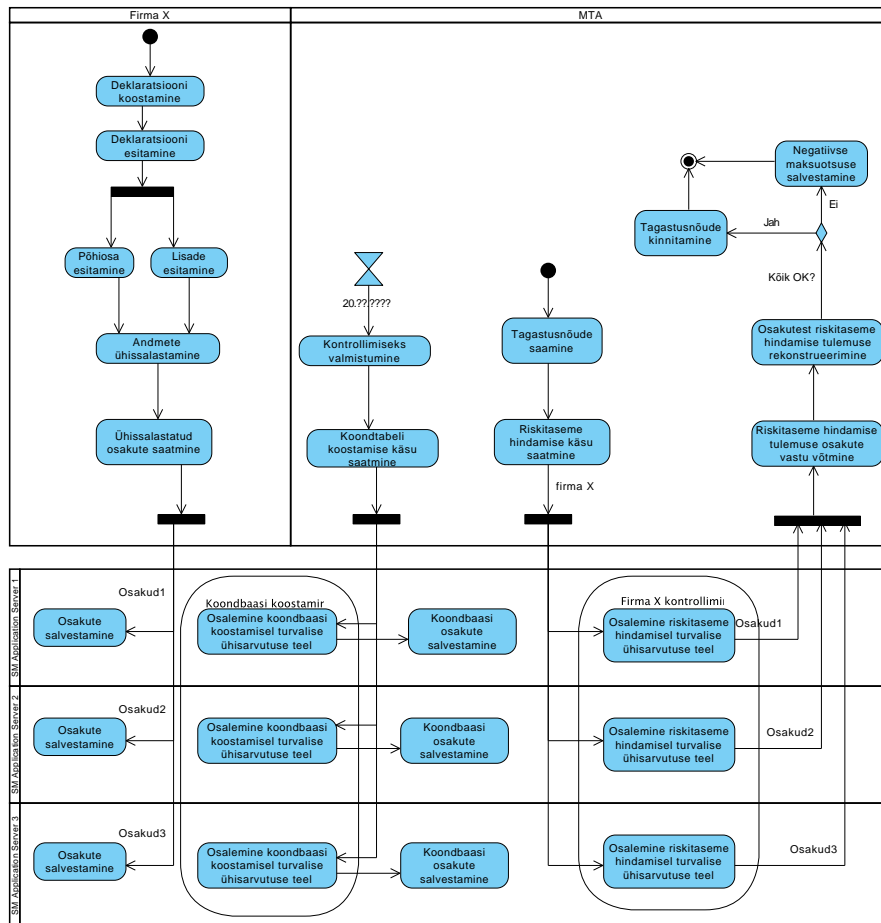 Firma X
MTA
Deklaratsiooni
koostamine
Deklaratsiooni
esitamine
Põhiosa
esitamine
Lisade
esitamine
Andmete
ühissalastamine
Ühissalastatud
osakute saatmine
20.??.????
Kontrollimiseks
valmistumine
Koondtabeli
koostamise käsu
saatmine
Tagastusnõude
saamine
Riskitaseme
hindamise käsu
saatmine
firma X
Negatiivse
maksuotsuse
salvestamine
Ei
Jah
Tagastusnõude
kinnitamine
Kõik OK?
Osakutest riskitaseme
hindamise tulemuse
rekonstrueerimine
Riskitaseme hindamise
tulemuse osakute
vastu võtmine
SM Application Server 1
Osakud1
Osakute
salvestamine
Koondbaasi koostamir
Osalemine koondbaasi
koostamisel turvalise
ühisarvutuse teel
Koondbaasi
osakute
salvestamine
Firma X kontrollimi
Osalemine riskitaseme
hindamisel turvalise
ühisarvutuse teel
Osakud1
SM Application Server 2
Osakud2
Osakute
salvestamine
Osalemine koondbaasi
koostamisel turvalise
ühisarvutuse teel
Koondbaasi
osakute
salvestamine
Osalemine riskitaseme
hindamisel turvalise
ühisarvutuse teel
Osakud2
SM Application Server 3
Osakud3
Osakute
salvestamine
Osalemine koondbaasi
koostamisel turvalise
ühisarvutuse teel
Koondbaasi
osakute
salvestamine
Osalemine riskitaseme
hindamisel turvalise
ühisarvutuse teel
Osakud3